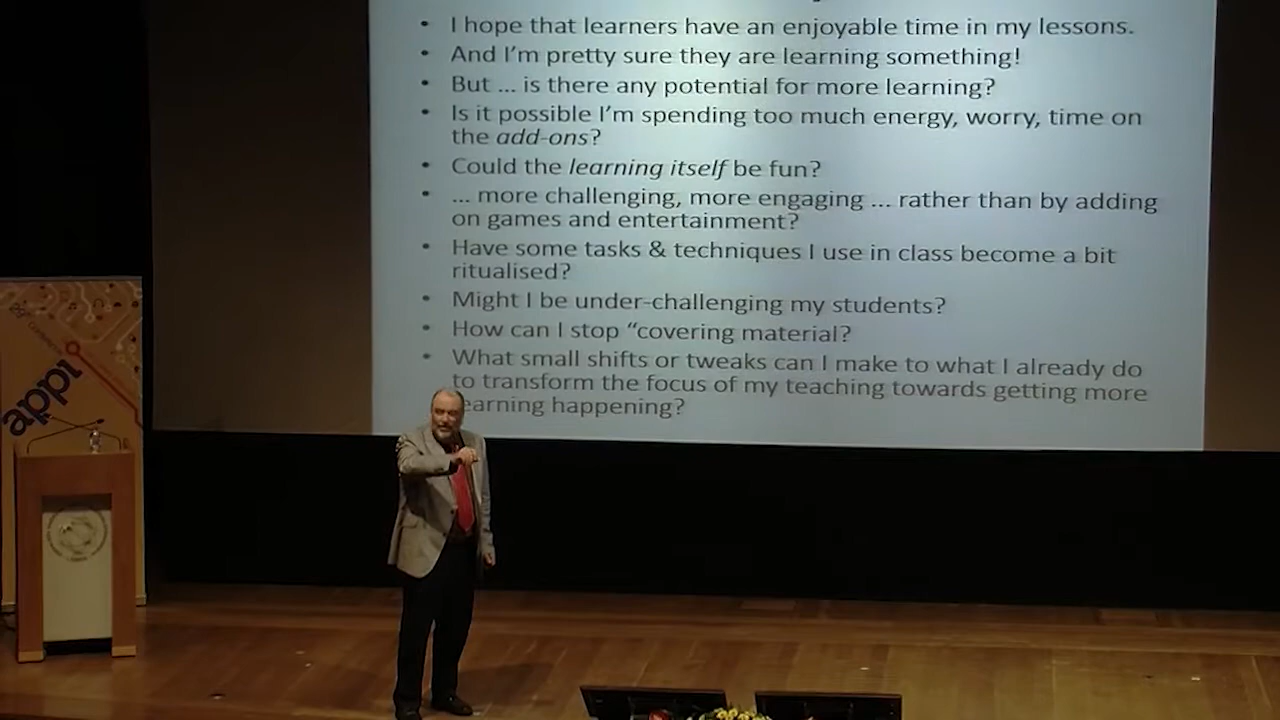 • I hope that learners have an enjoyable time in my lessons.
• And I'm pretty sure they are learning something!
• But ... is there any potential for more learning?
• Is it possible I'm spending too much energy, worry, time on
the add-ons?
• Could the learning itself be fun?
• ... more challenging, more engaging ... rather than by adding
on games and entertainment?
• Have some tasks & techniques I use in class become a bit
ritualised?
• Might I be under-challenging my students?
• How can I stop “covering material?
• What small shifts or tweaks can I make to what I already do
to transform the focus of my teaching towards getting more
earning happening?
appi